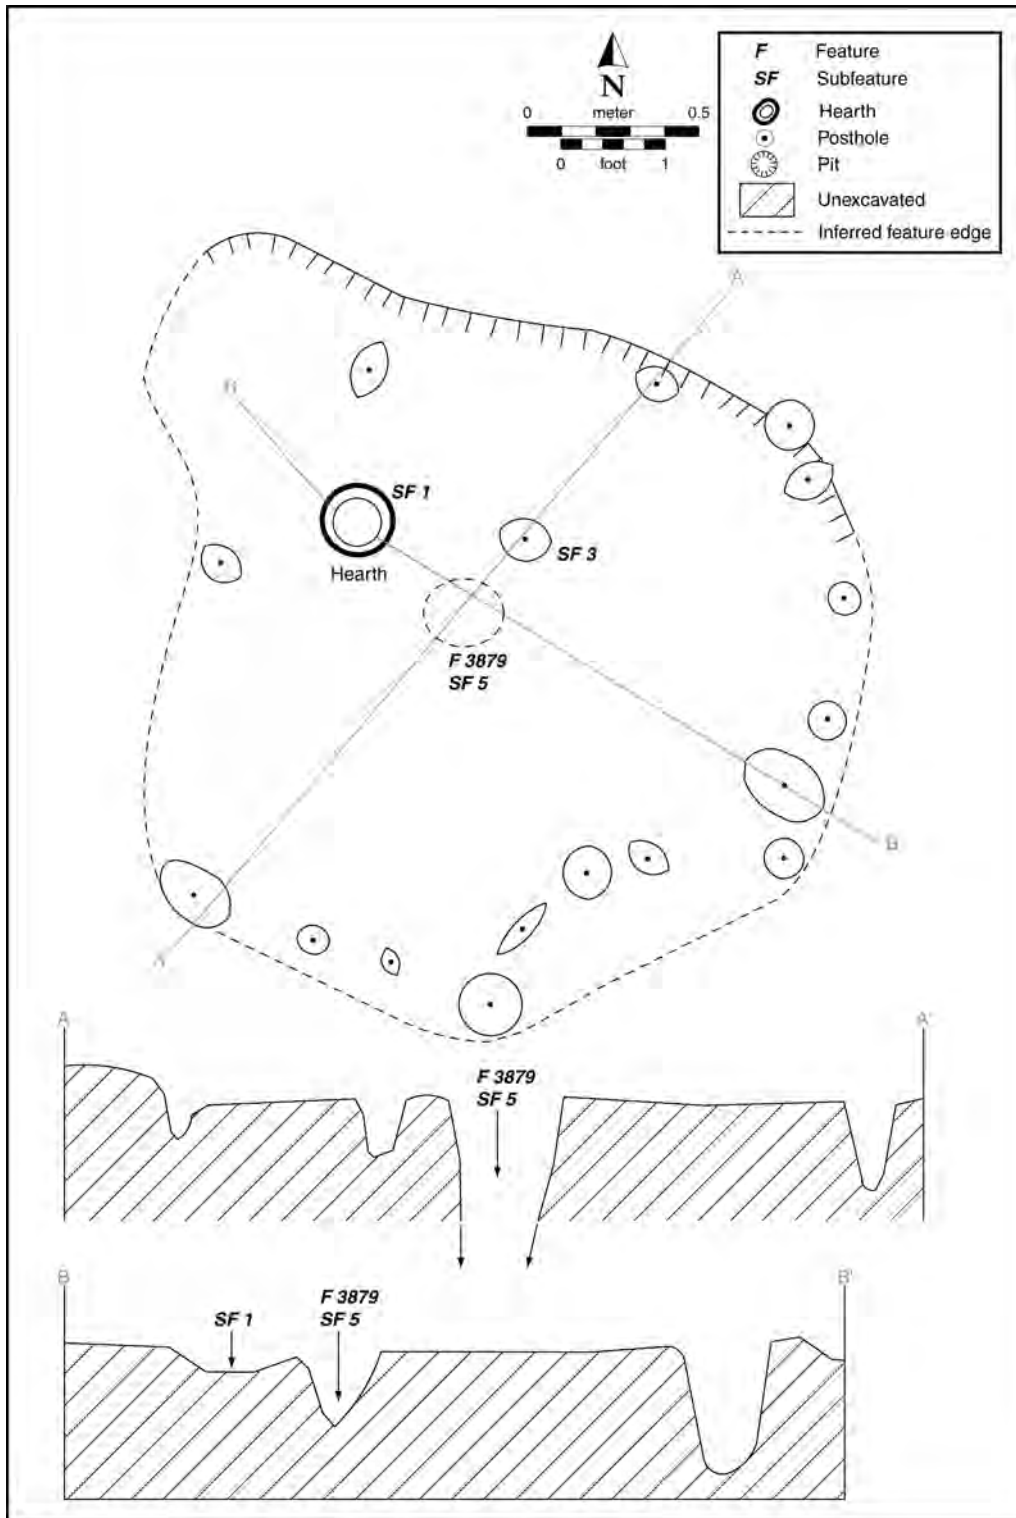 F Feature
SF Subfeature
Hearth
Posthole
Pit
Unexcavated
Inferred feature edge
N
0 meter 0.5
0 foot 1
A'
B
SF 1
Hearth
SF 3
F 3879
SF 5
B'
A
A A'
F 3879
SF 5
B B'
SF 1
F 3879
SF 5